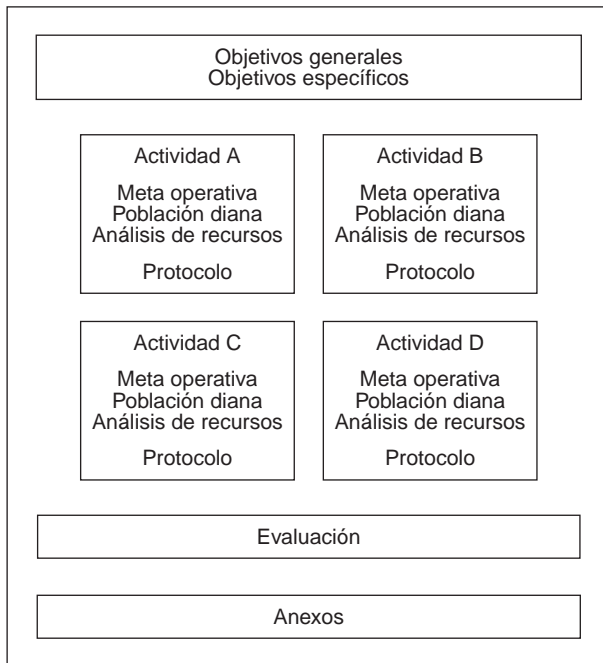 Objetivos generales
Objetivos específicos
Actividad A
Meta operativa
Población diana
Análisis de recursos
Protocolo
Actividad B
Meta operativa
Población diana
Análisis de recursos
Protocolo
Actividad C
Meta operativa
Población diana
Análisis de recursos
Protocolo
Actividad D
Meta operativa
Población diana
Análisis de recursos
Protocolo
Evaluación
Anexos